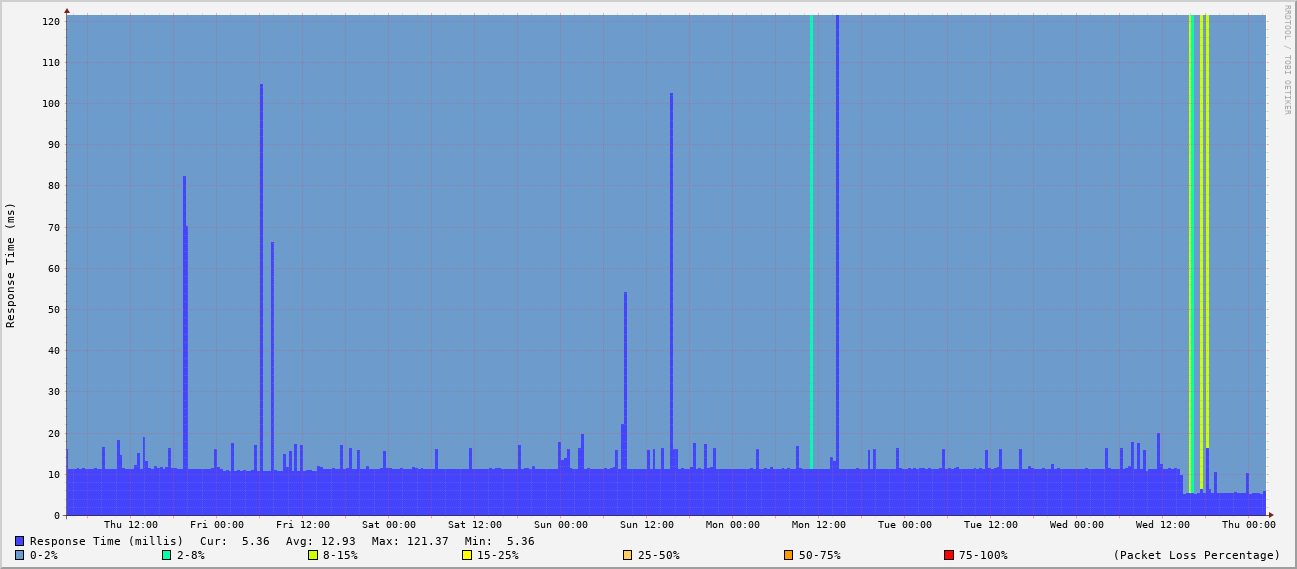 RRDTOOL / TOBI OETIKER
Response Time (ms)
120
110
100
90
80
70
60
50
40
30
20
10
0
Thu 12:00 Fri 00:00 Fri 12:00 Sat 00:00 Sat 12:00 Sun 00:00 Sun 12:00 Mon 00:00 Mon 12:00 Tue 00:00 Tue 12:00 Wed 00:00 Wed 12:00 Thu 00:00
Response Time (millis) Cur: 5.36 Avg: 12.93 Max: 121.37 Min: 5.36
0-2% 2-8% 8-15% 15-25% 25-50% 50-75% 75-100% (Packet Loss Percentage)